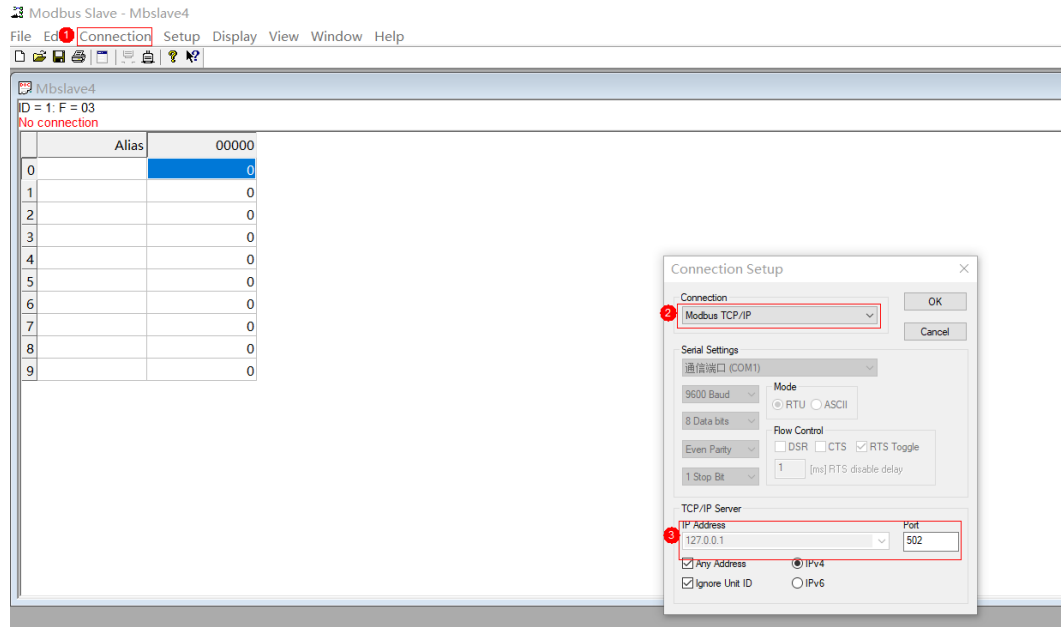 Modbus Slave - Mbslave4
File Ed 1 Connection Setup Display View Window Help
Mbslave4
ID = 1: F = 03
No connection
Alias 00000
0 0
1 0
2 0
3 0
4 0
5 0
6 0
7 0
8 0
9 0
Connection Setup
Connection
OK
2 Modbus TCP/IP
Cancel
Serial Settings
通信端口 (COM1)
9600 Baud
Mode
RTU ASCII
8 Data bits
Flow Control
Even Parity
DSR CTS RTS Toggle
1 [ms] RTS disable delay
1 Stop Bit
TCP/IP Server
IP Address Port
3 127.0.0.1 502
Any Address IPv4
Ignore Unit ID IPv6